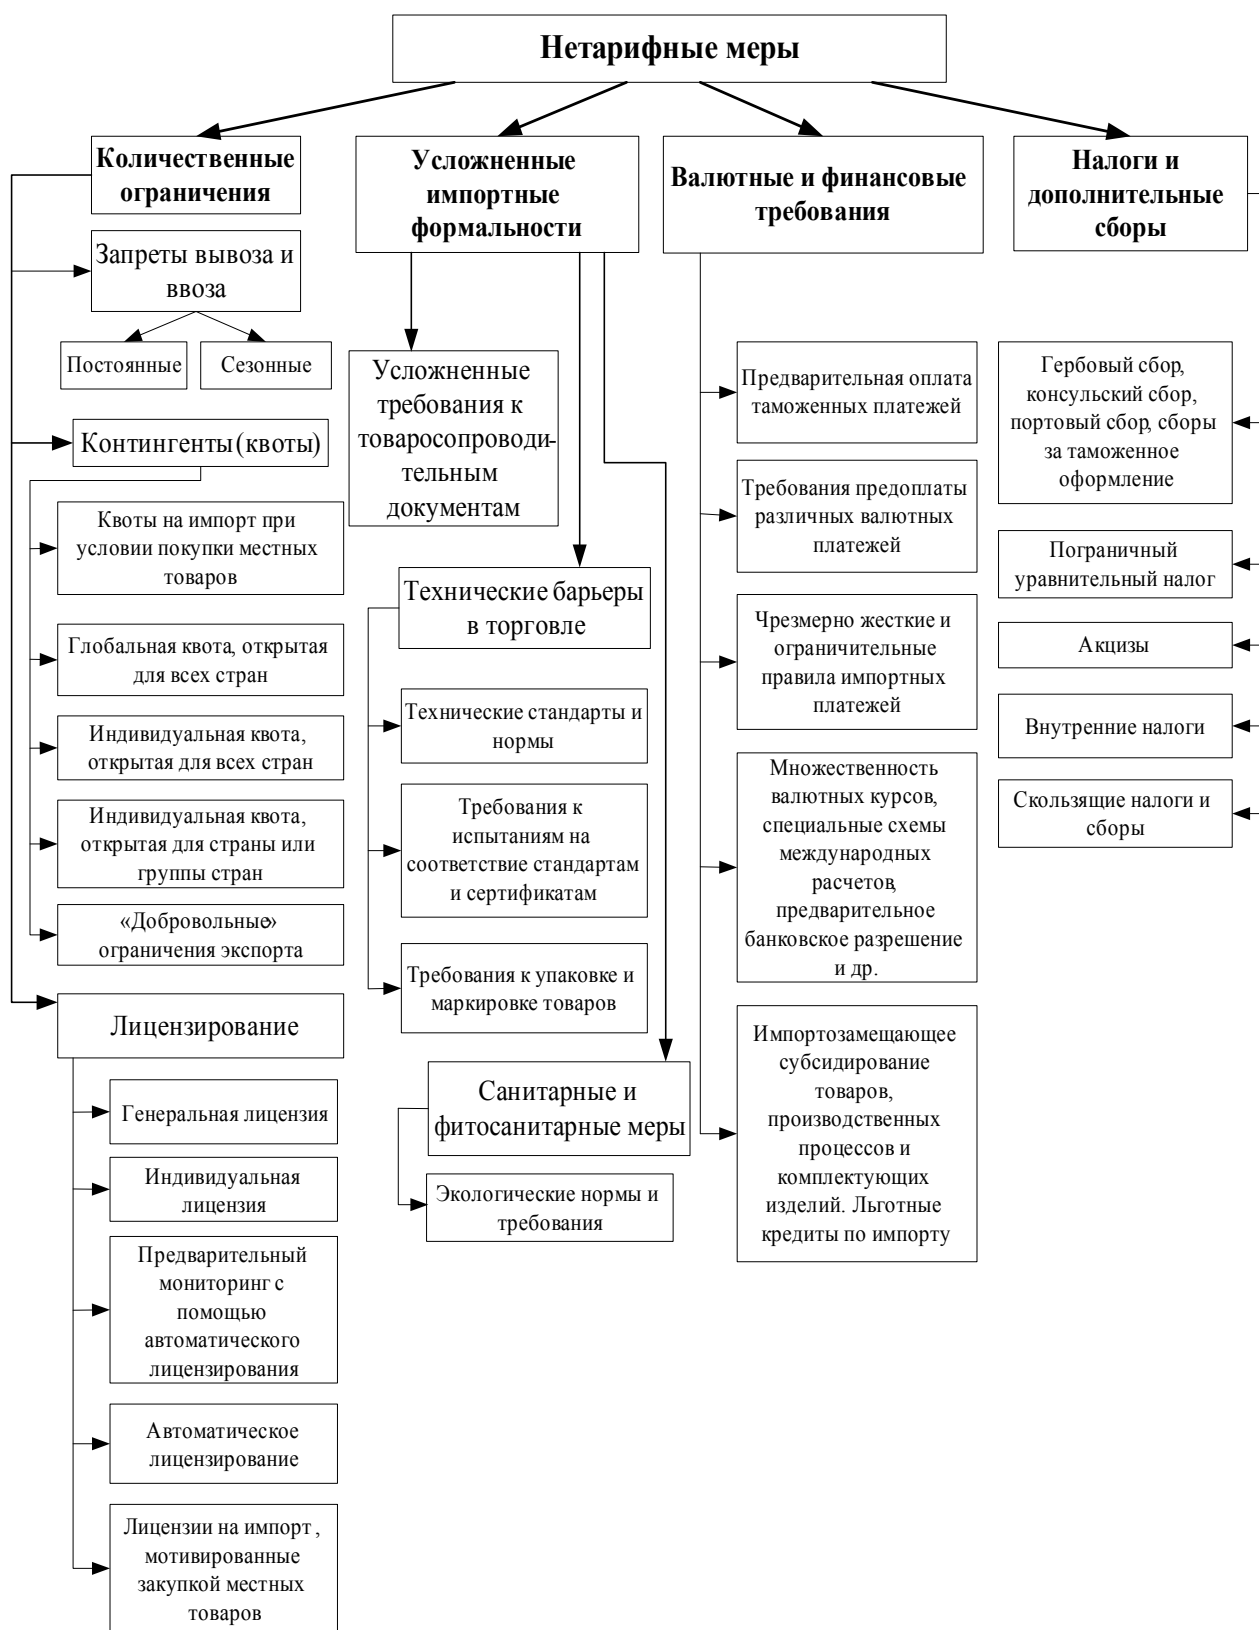 Нетарифные меры
Количественные
ограничения
Запреты вывоза и
ввоза
Постоянные
Сезонные
Контингенты (квоты)
Квоты на импорт при
условии покупки местных
товаров
Глобальная квота, открытая
для всех стран
Индивидуальная квота,
открытая для всех стран
Индивидуальная квота,
открытая для страны или
группы стран
«Добровольные»
ограничения экспорта
Лицензирование
Генеральная лицензия
Индивидуальная
лицензия
Предварительный
мониторинг с
помощью
автоматического
лицензирования
Автоматическое
лицензирование
Лицензии на импорт ,
мотивированные
закупкой местных
товаров
Усложненные
импортные
формальности
Усложненные
требования к
товаросопроводи-
тельным
документам
Технические барьеры
в торговле
Технические стандарты и
нормы
Требования к
испытаниям на
соответствие стандартам
и сертификатам
Требования к упаковке и
маркировке товаров
Санитарные и
фитосанитарные меры
Экологические нормы и
требования
Валютные и финансовые
требования
Предварительная оплата
таможенных платежей
Требования предоплаты
различных валютных
платежей
Чрезмерно жесткие и
ограничительные
правила импортных
платежей
Множественность
валютных курсов,
специальные схемы
международных
расчетов,
предварительное
банковское разрешение
и др.
Импортозамещающее
субсидирование
товаров,
производственных
процессов и
комплектующих
изделий. Льготные
кредиты по импорту
Налоги и
дополнительные
сборы
Гербовый сбор,
консульский сбор,
портовый сбор, сборы
за таможенное
оформление
Пограничный
уравнительный налог
Акцизы
Внутренние налоги
Скользящие налоги и
сборы